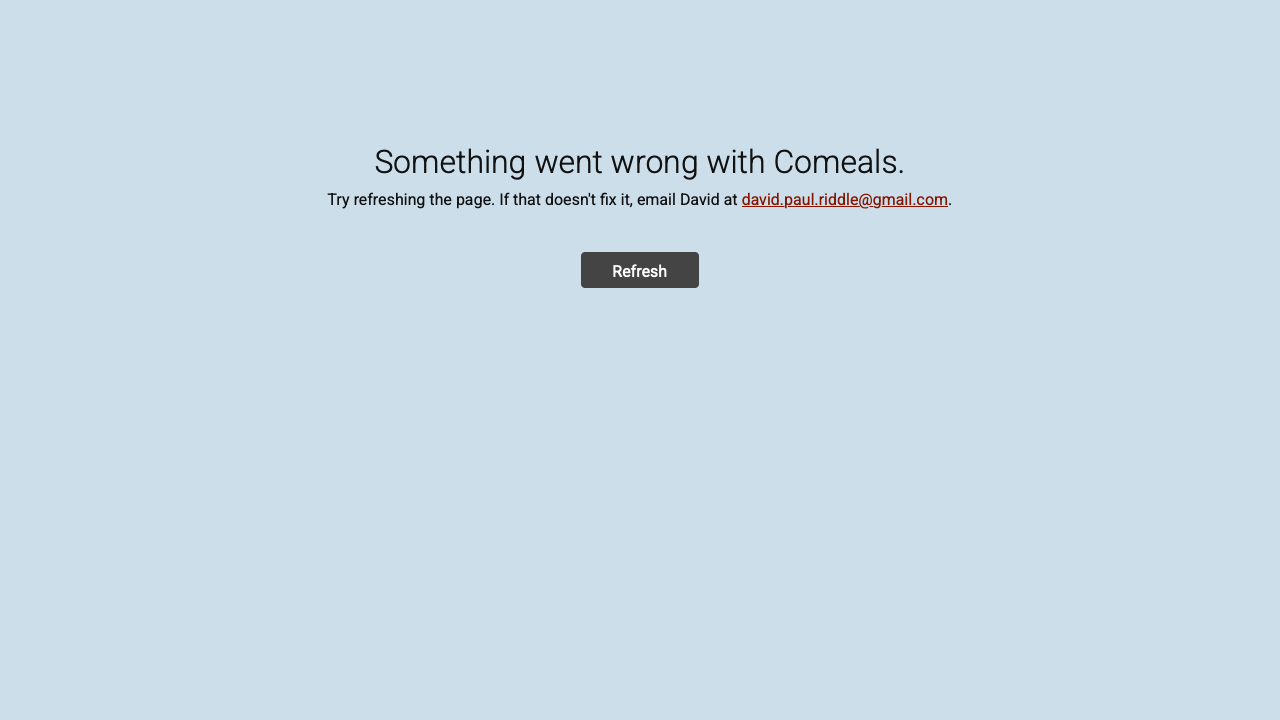 Something went wrong with Comeals.
Try refreshing the page. If that doesn't fix it, email David at david.paul.riddle@gmail.com.
Refresh